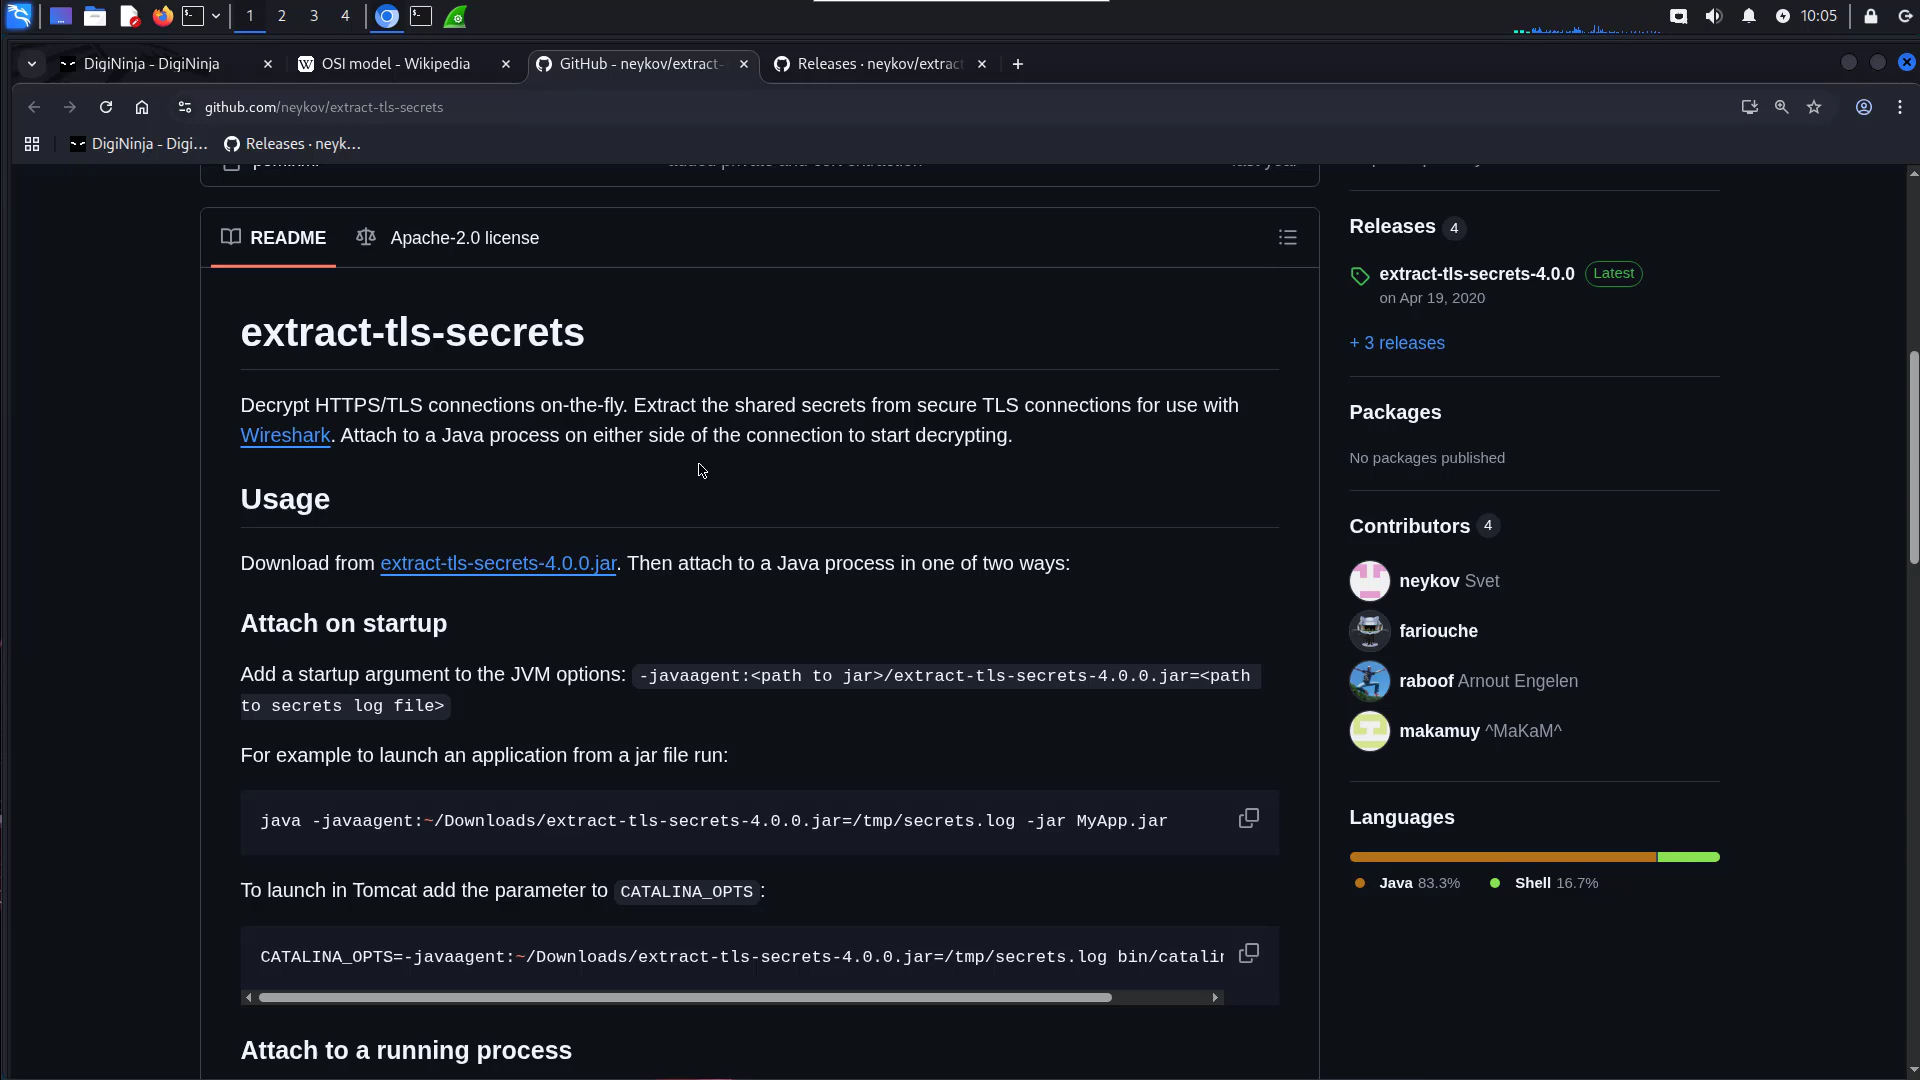 1 2 3 4 10:05
DigiNinja - DigiNinja OSI model - Wikipedia GitHub - neykov/extract- Releases · neykov/extract
github.com/neykov/extract-tls-secrets
DigiNinja - Digi... Releases · neyk...
README Apache-2.0 license
extract-tls-secrets
Decrypt HTTPS/TLS connections on-the-fly. Extract the shared secrets from secure TLS connections for use with
Wireshark. Attach to a Java process on either side of the connection to start decrypting.
Usage
Download from extract-tls-secrets-4.0.0.jar. Then attach to a Java process in one of two ways:
Attach on startup
Add a startup argument to the JVM options: -javaagent:<path to jar>/extract-tls-secrets-4.0.0.jar=<path
to secrets log file>
For example to launch an application from a jar file run:
java -javaagent:~/Downloads/extract-tls-secrets-4.0.0.jar=/tmp/secrets.log -jar MyApp.jar
To launch in Tomcat add the parameter to CATALINA_OPTS:
CATALINA_OPTS=-javaagent:~/Downloads/extract-tls-secrets-4.0.0.jar=/tmp/secrets.log bin/catalin
Attach to a running process
Releases 4
extract-tls-secrets-4.0.0 Latest
on Apr 19, 2020
+ 3 releases
Packages
No packages published
Contributors 4
neykov Svet
fariouche
raboof Arnout Engelen
makamuy ^MaKaM^
Languages
Java 83.3% Shell 16.7%